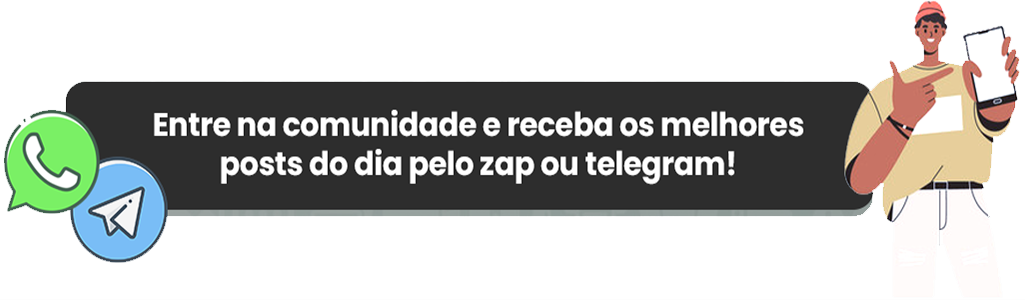 Entre na comunidade e receba os melhores
posts do dia pelo zap ou telegram!